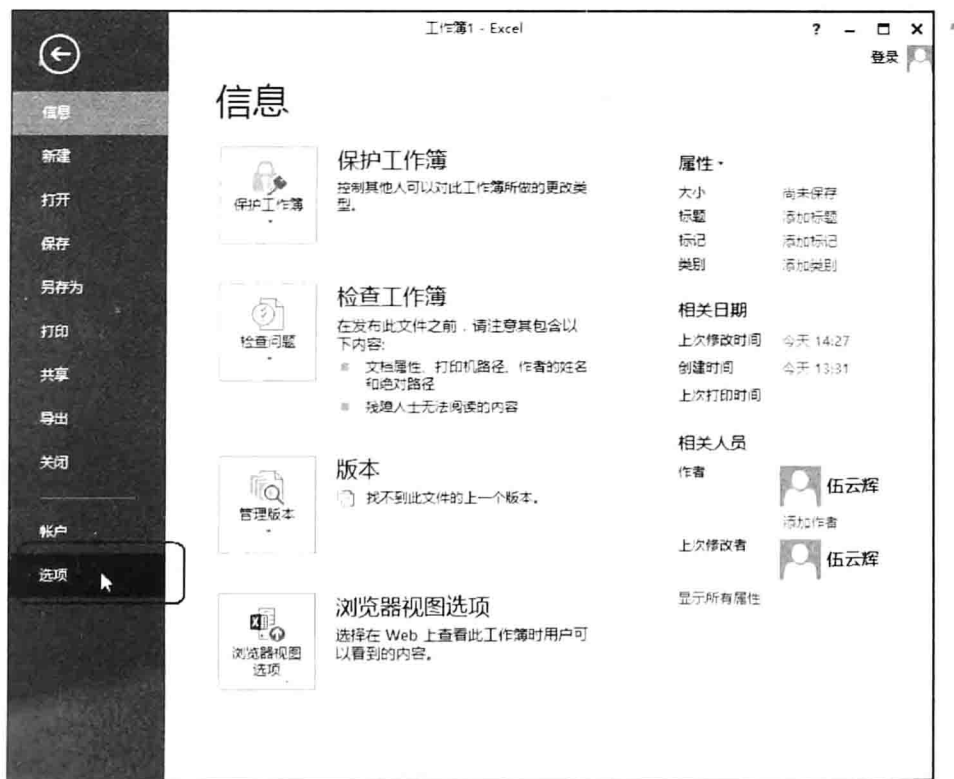 工作簿1 - Excel
?
登录
信息
新建
打开
保存
另存为
打印
共享
导出
关闭
帐户
选项
信息
保护工作簿
保护工作簿
控制其他人可以对此工作簿所做的更改类
型。
检查问题
检查工作簿
在发布此文件之前，请注意其包含以
下内容:
文档属性、打印机路径、作者的姓名
和绝对路径
残障人士无法阅读的内容
管理版本
版本
找不到此文件的上一个版本。
浏览器视图
选项
浏览器视图选项
选择在 Web 上查看此工作簿时用户可
以看到的内容。
属性
大小 尚未保存
标题 添加标题
标记 添加标记
类别 添加类别
相关日期
上次修改时间 今天 14:27
创建时间 今天 13:31
上次打印时间
相关人员
作者 伍云辉
添加作者
上次修改者 伍云辉
显示所有属性